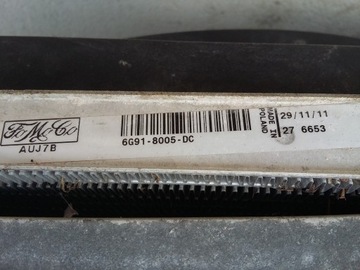 FoMoCo
AUJ7B
6G91-8005-DC
MADE IN
POLAND
29/11/11
27 6653